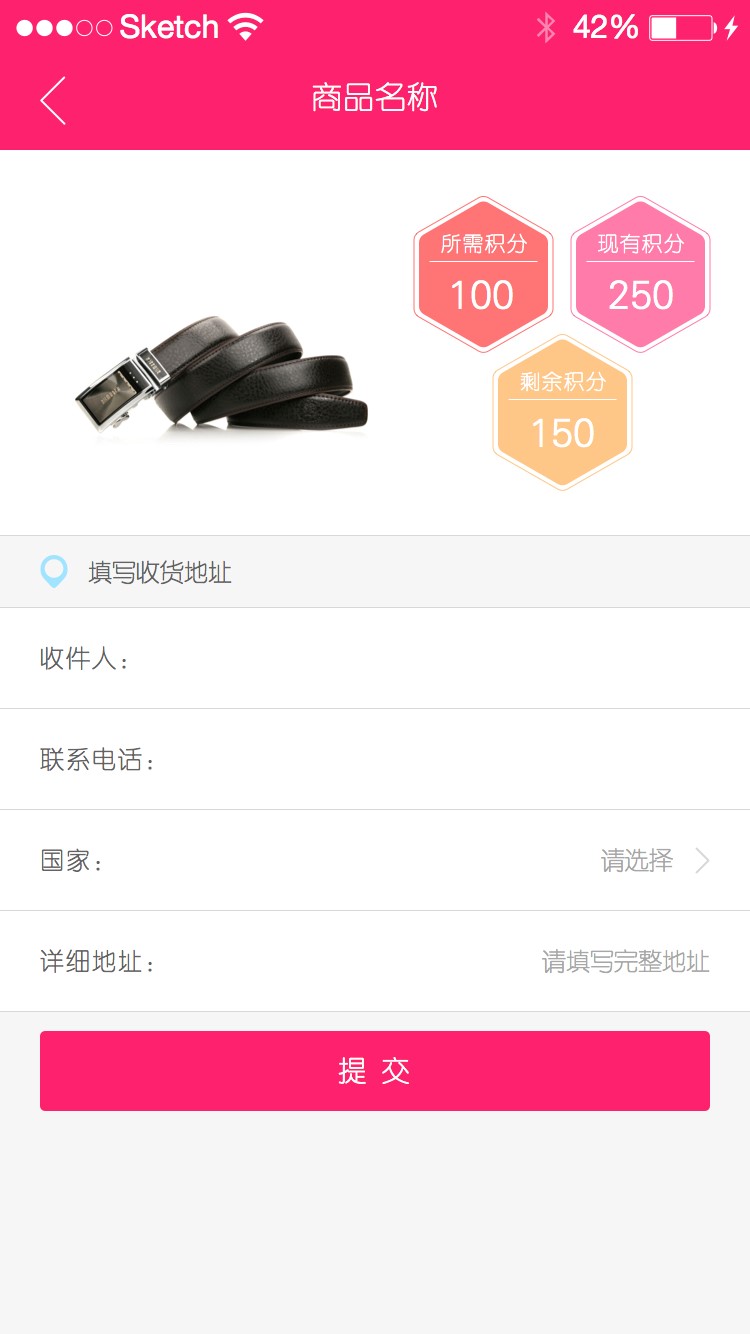 Sketch 42%
商品名称
所需积分
100
现有积分
250
剩余积分
150
填写收货地址
收件人：
联系电话：
国家： 请选择
详细地址： 请填写完整地址
提 交